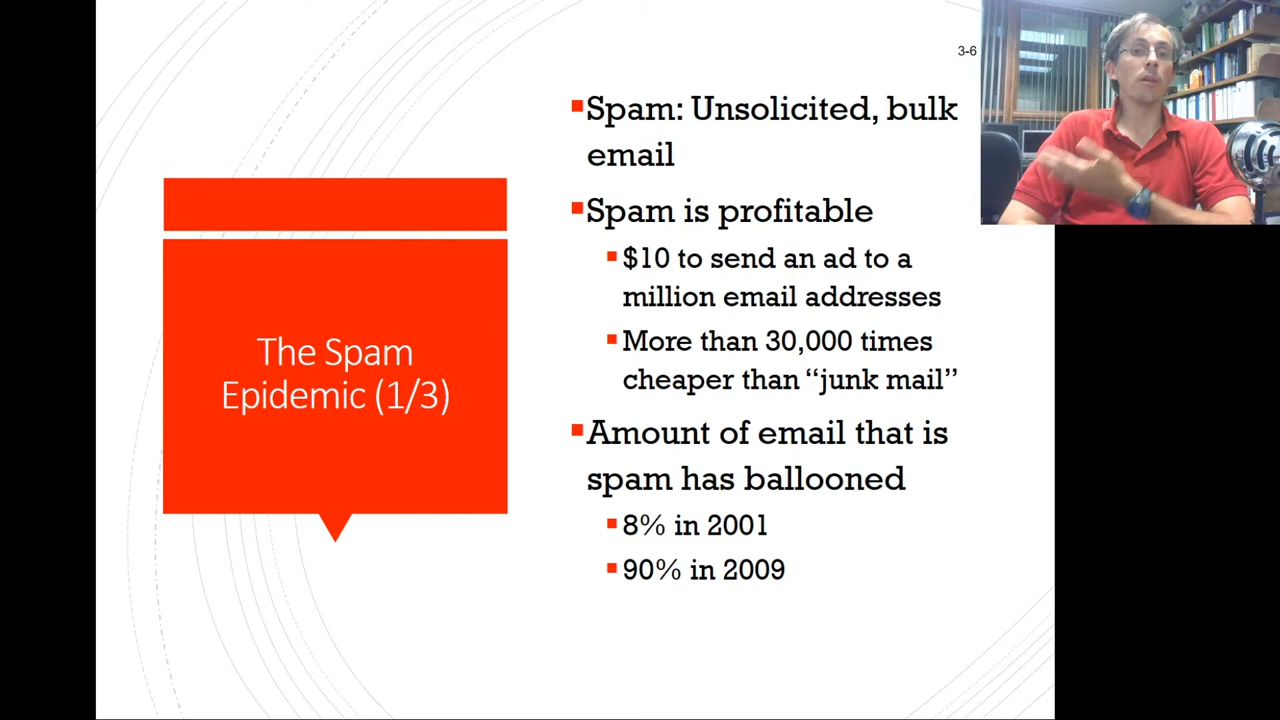 3-6
The Spam
Epidemic (1/3)
Spam: Unsolicited, bulk
email
Spam is profitable
$10 to send an ad to a
million email addresses
More than 30,000 times
cheaper than “junk mail”
Amount of email that is
spam has ballooned
8% in 2001
90% in 2009